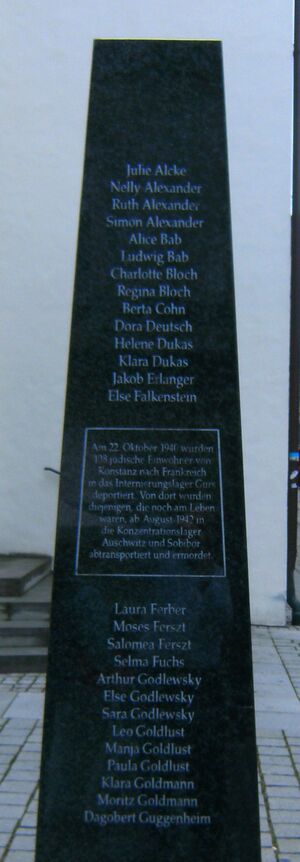 Julie Alcke
Nelly Alexander
Ruth Alexander
Simon Alexander
Alice Bab
Ludwig Bab
Charlotte Bloch
Regina Bloch
Berta Cohn
Dora Deutsch
Helene Dukas
Klara Dukas
Jakob Erlanger
Else Falkenstein
Am 22. Oktober 1940 wurden
108 jüdische Einwohner von
Konstanz nach Frankreich
in das Internierungslager Gurs
deportiert. Von dort wurden
diejenigen, die noch am Leben
waren, ab August 1942 in
die Konzentrationslager
Auschwitz und Sobibor
abtransportiert und ermordet.
Laura Ferber
Moses Ferszt
Salomea Ferszt
Selma Fuchs
Arthur Godlewsky
Else Godlewsky
Sara Godlewsky
Leo Goldlust
Manja Goldlust
Paula Goldlust
Klara Goldmann
Moritz Goldmann
Dagobert Guggenheim